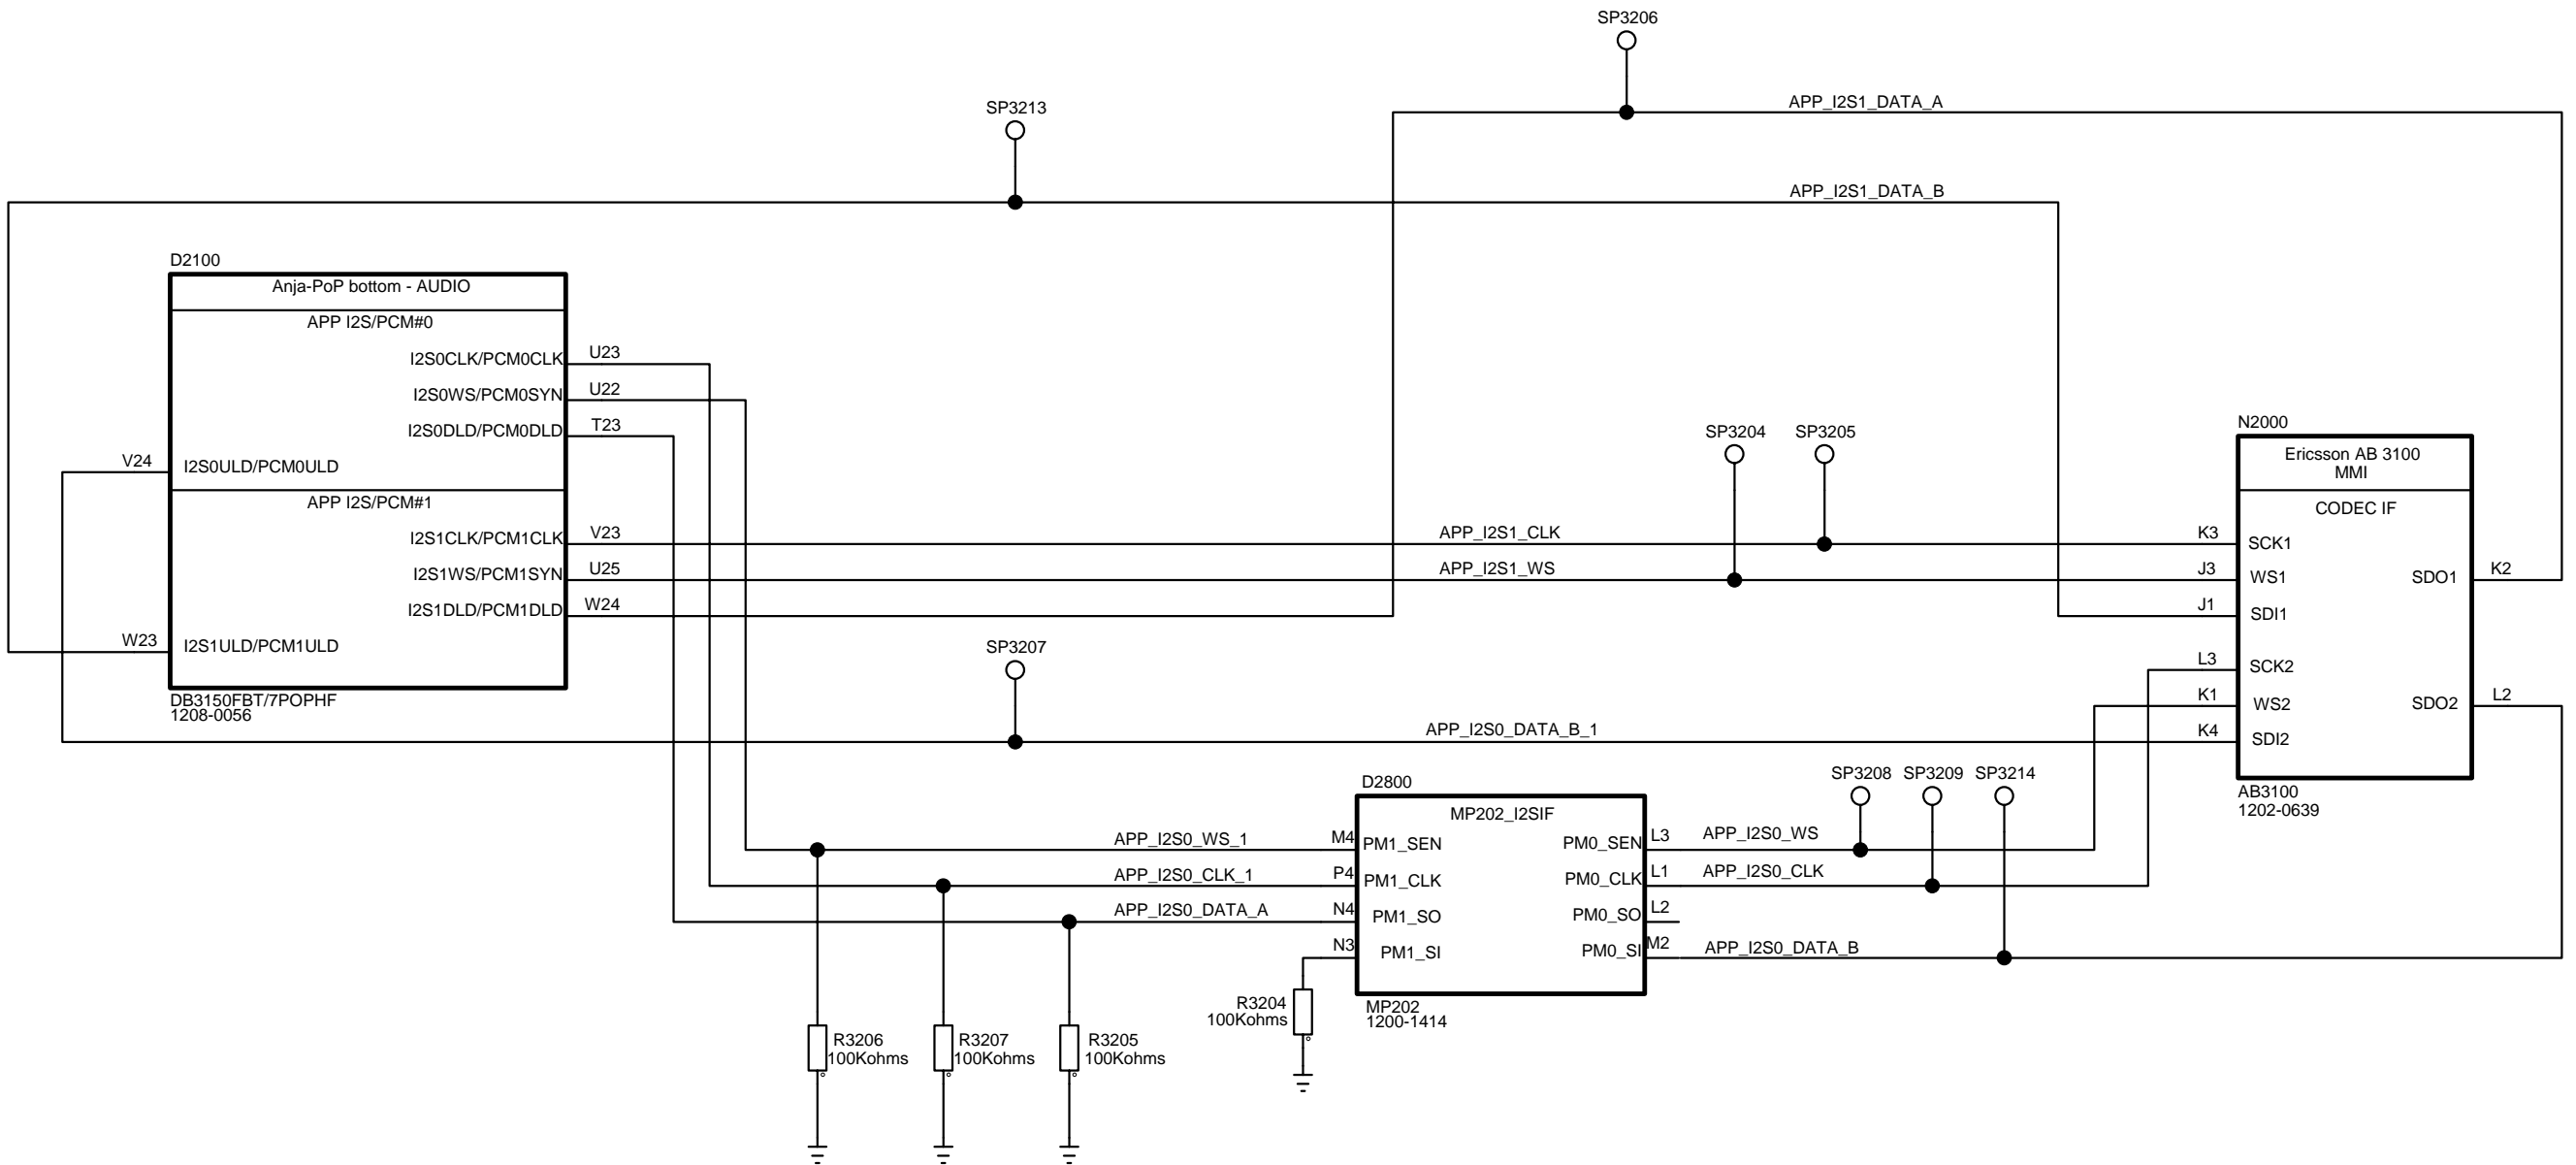 SP3206
APP_I2S1_DATA_A
SP3213
APP_I2S1_DATA_B
D2100
Anja-PoP bottom - AUDIO
APP I2S/PCM#0
I2S0CLK/PCM0CLK
U23
I2S0WS/PCM0SYN
U22
I2S0DLD/PCM0DLD
T23
V24
I2S0ULD/PCM0ULD
APP I2S/PCM#1
I2S1CLK/PCM1CLK
V23
I2S1WS/PCM1SYN
U25
I2S1DLD/PCM1DLD
W24
W23
I2S1ULD/PCM1ULD
DB3150FBT/7POPHF
1208-0056
SP3204
SP3205
APP_I2S1_CLK
APP_I2S1_WS
SP3207
APP_I2S0_DATA_B_1
N2000
Ericsson AB 3100
MMI
CODEC IF
K3
SCK1
J3
WS1
SDO1
K2
J1
SDI1
L3
SCK2
K1
WS2
SDO2
L2
K4
SDI2
AB3100
1202-0639
SP3208
SP3209
SP3214
D2800
MP202_I2SIF
APP_I2S0_WS_1
M4
PM1_SEN
PM0_SEN
L3
APP_I2S0_WS
APP_I2S0_CLK_1
P4
PM1_CLK
PM0_CLK
L1
APP_I2S0_CLK
APP_I2S0_DATA_A
N4
PM1_SO
PM0_SO
L2
N3
PM1_SI
PM0_SI
M2
APP_I2S0_DATA_B
MP202
1200-1414
R3204
100Kohms
R3206
100Kohms
R3207
100Kohms
R3205
100Kohms